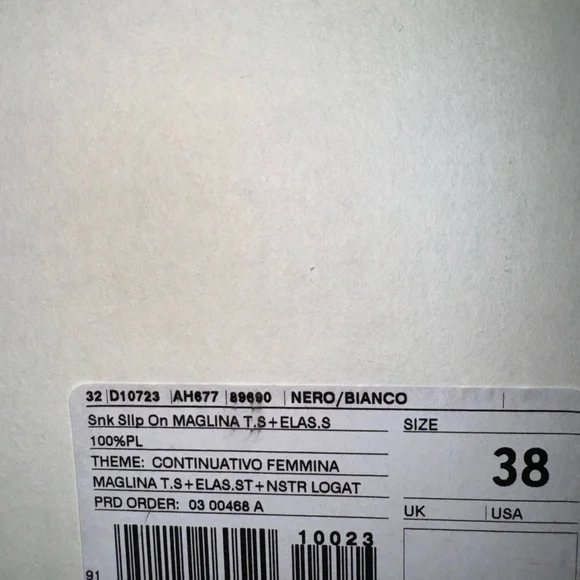 32 D10723 AH677 89690 NERO/BIANCO
Snk Slip On MAGLINA T.S+ELAS.S
SIZE
100%PL
38
THEME: CONTINUATIVO FEMMINA
MAGLINA T.S+ELAS.ST+NSTR LOGAT
PRD ORDER: 03 00468 A
UK USA
10023
91